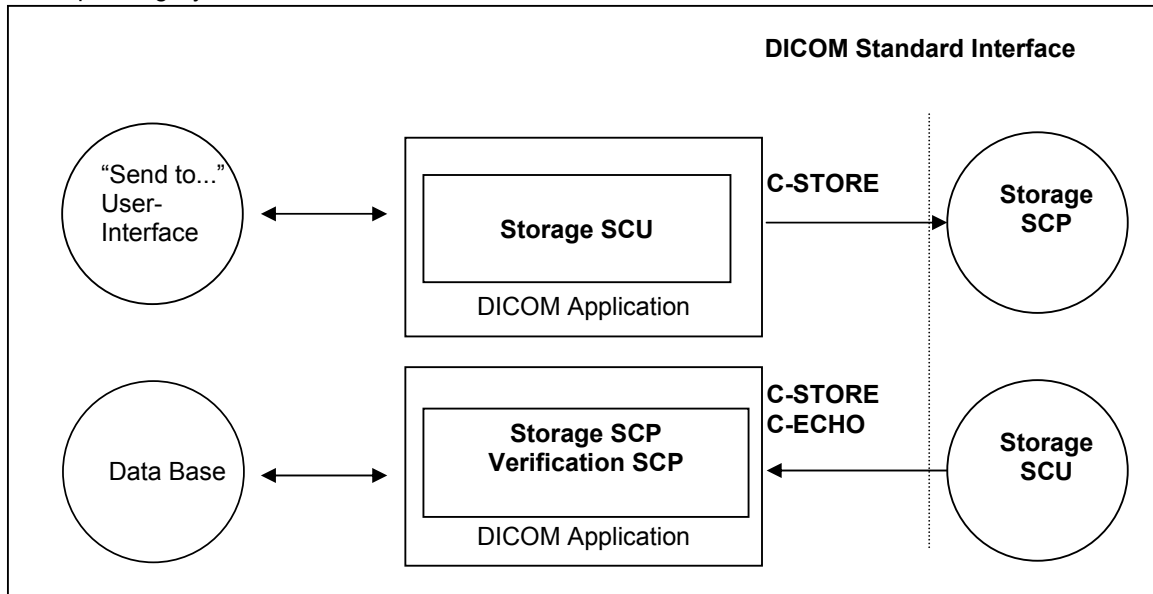 DICOM Standard Interface
“Send to...”
User-
Interface
Storage SCU
DICOM Application
C-STORE
Storage
SCP
Data Base
Storage SCP
Verification SCP
DICOM Application
C-STORE
C-ECHO
Storage
SCU